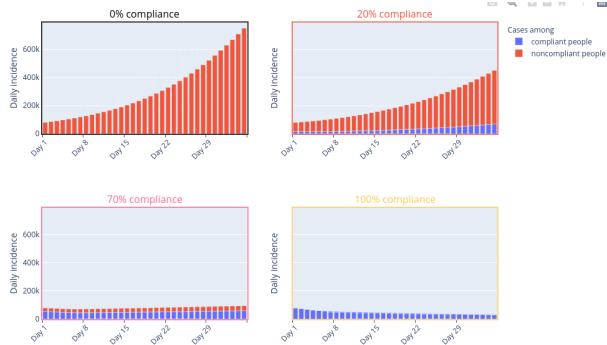 0% compliance
20% compliance
Cases among
compliant people
noncompliant people
Daily incidence
600k
400k
200k
0
Day 1
Day 8
Day 15
Day 22
Day 29
Daily incidence
Day 1
Day 8
Day 15
Day 22
Day 29
70% compliance
100% compliance
Daily incidence
600k
400k
200k
0
Day 1
Day 8
Day 15
Day 22
Day 29
Daily incidence
Day 1
Day 8
Day 15
Day 22
Day 29